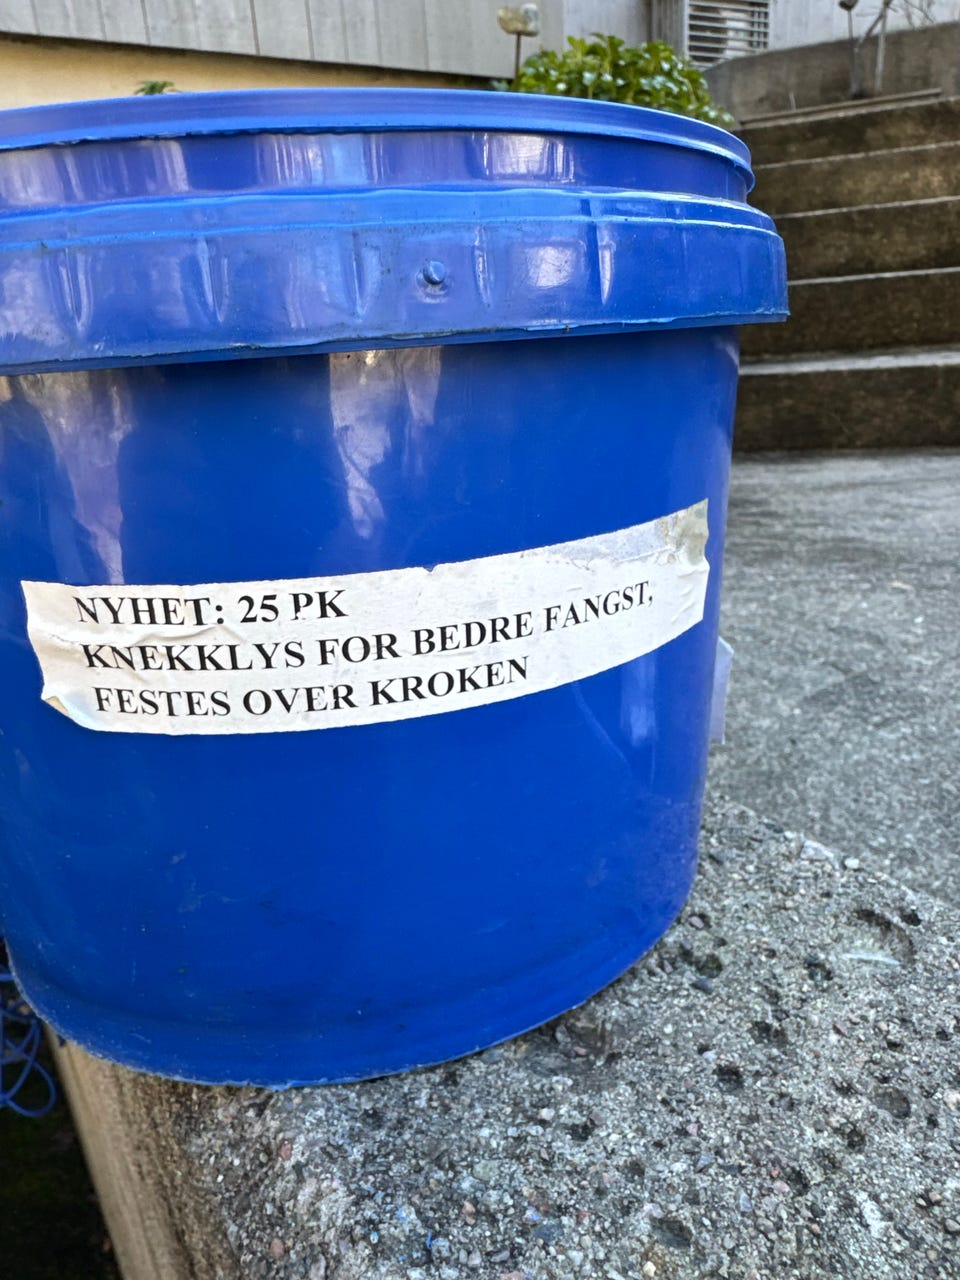 NYHET: 25 PK
KNEKKLYS FOR BEDRE FANGST,
FESTES OVER KROKEN